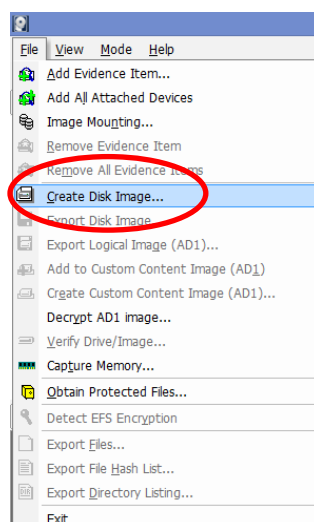 File View Mode Help
Add Evidence Item...
Add All Attached Devices
Image Mounting...
Remove Evidence Item
Remove All Evidence Items
Create Disk Image...
Export Disk Image...
Export Logical Image (AD1)...
Add to Custom Content Image (AD1)
Create Custom Content Image (AD1)...
Decrypt AD1 image...
Verify Drive/Image...
Capture Memory...
Obtain Protected Files...
Detect EFS Encryption
Export Files...
Export File Hash List...
Export Directory Listing...
Exit